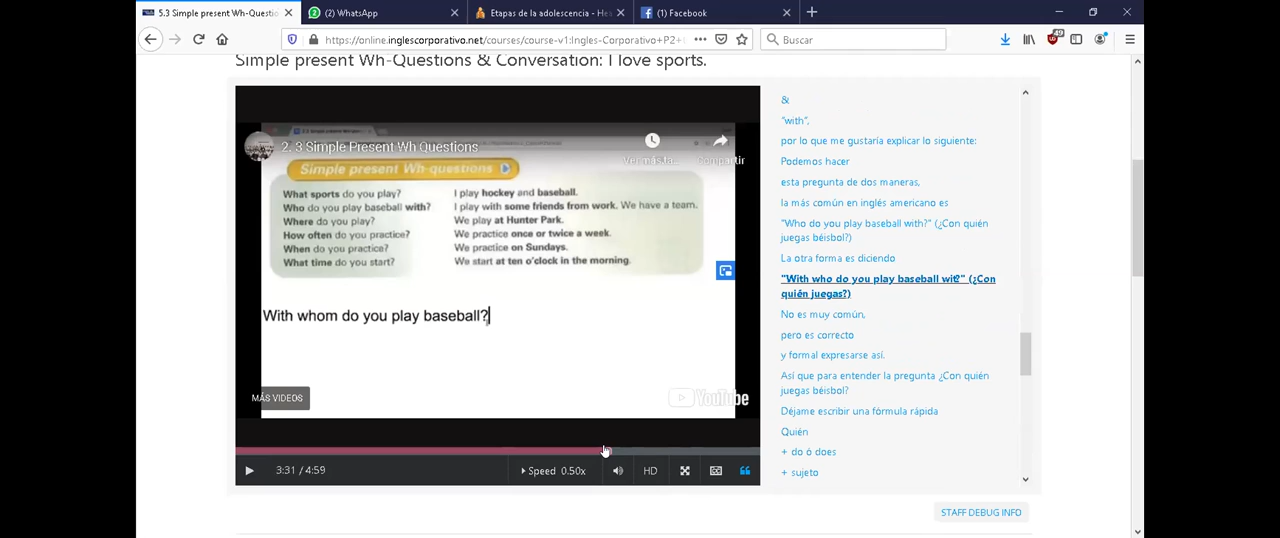 5.3 Simple present Wh-Questio
(2) WhatsApp
Etapas de la adolescencia - He
(1) Facebook
https://online.inglescorporativo.net/courses/course-v1:Ingles-Corporativo+P2+
Buscar
49
Simple present Wh-Questions & Conversation: I love sports.
2. 3 Simple Present Wh Questions
Ver más ta...
Compartir
Simple present Wh-questions
What sports do you play? I play hockey and baseball.
Who do you play baseball with? I play with some friends from work. We have a team.
Where do you play? We play at Hunter Park.
How often do you practice? We practice once or twice a week.
When do you practice? We practice on Sundays.
What time do you start? We start at ten o'clock in the morning.
With whom do you play baseball?
MÁS VIDEOS
YouTube
3:31 / 4:59
Speed 0.50x
HD
&
"with",
por lo que me gustaría explicar lo siguiente:
Podemos hacer
esta pregunta de dos maneras,
la más común en inglés americano es
"Who do you play baseball with?" (¿Con quién
juegas béisbol?)
La otra forma es diciendo
"With who do you play baseball wit?" (¿Con
quién juegas?)
No es muy común,
pero es correcto
y formal expresarse así.
Así que para entender la pregunta ¿Con quién
juegas béisbol?
Déjame escribir una fórmula rápida
Quién
+ do ò does
+ sujeto
STAFF DEBUG INFO